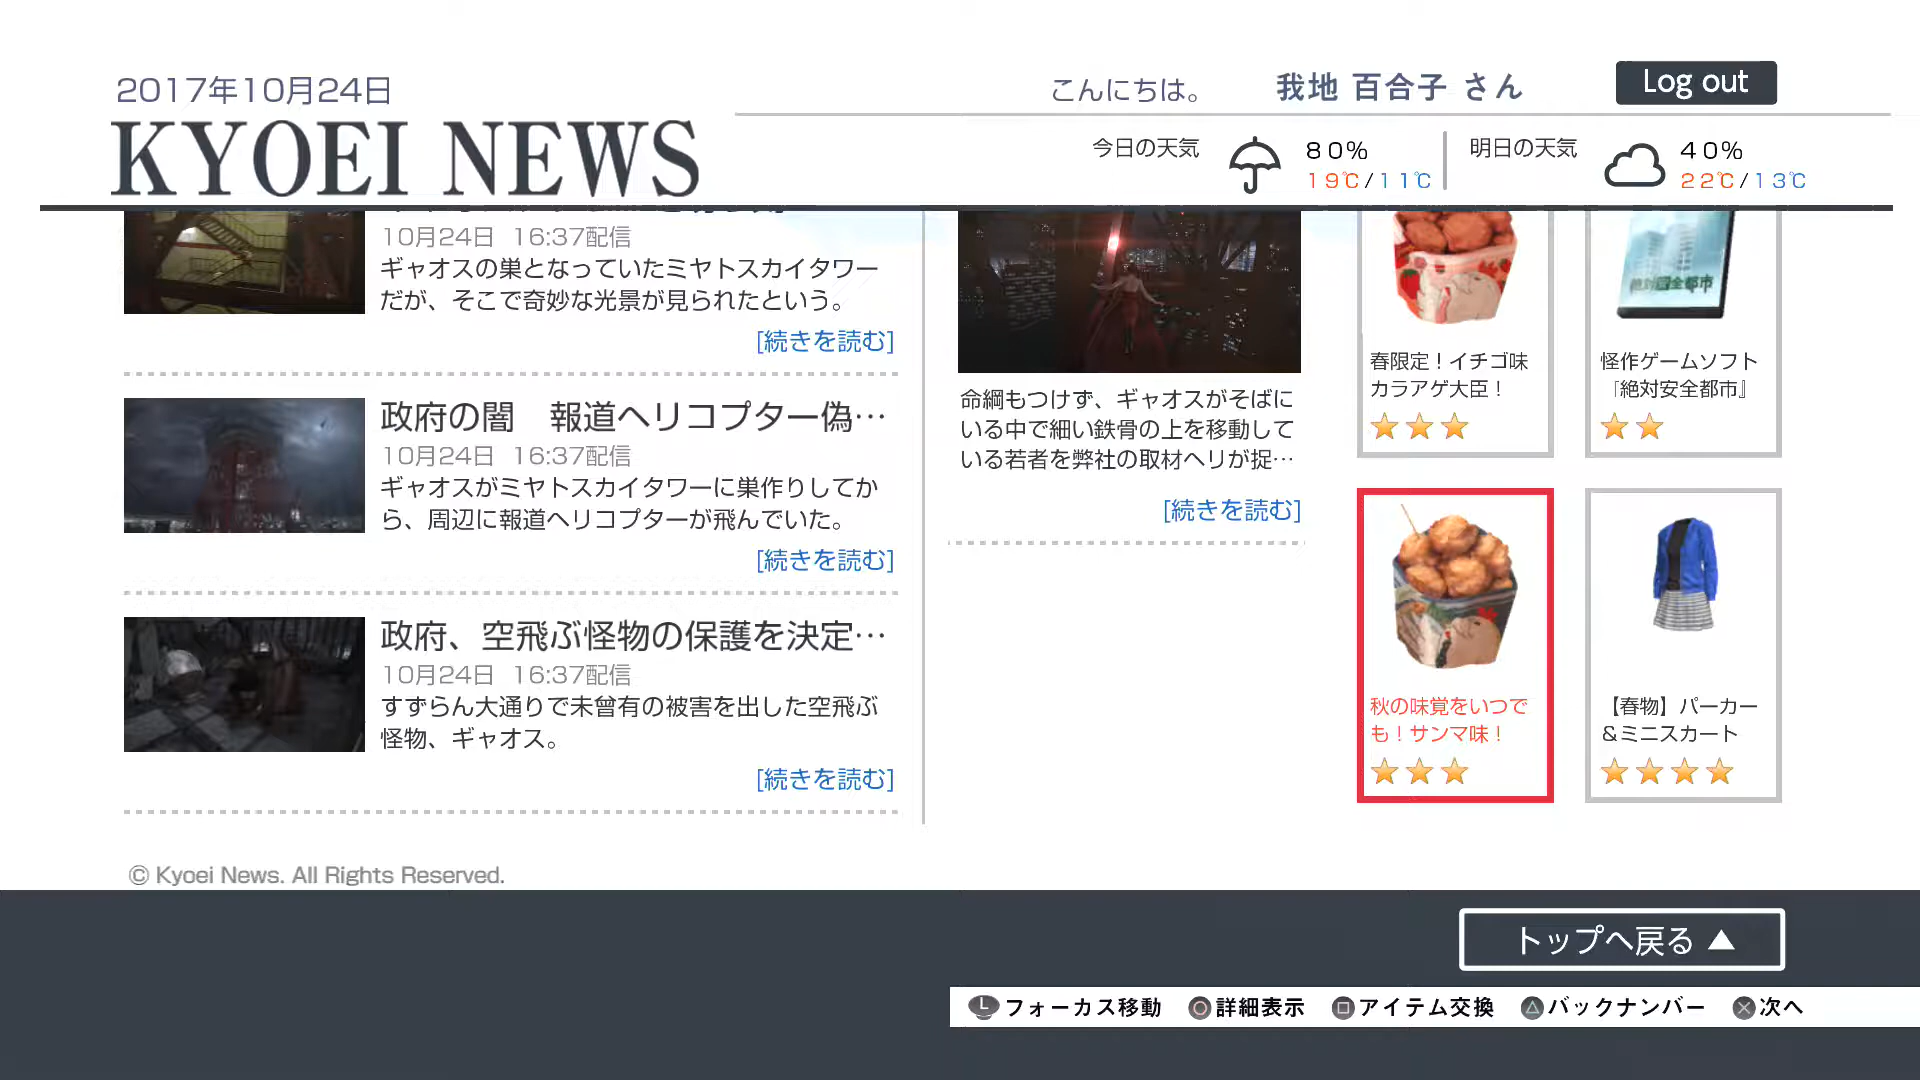 2017年10月24日
こんにちは。
我地 百合子 さん
Log out
KYOEI NEWS
今日の天気
80%
19℃/11℃
明日の天気
40%
22℃/13℃
10月24日 16:37配信
ギャオスの巣となっていたミヤトスカイタワー
だが、そこで奇妙な光景が見られたという。
[続きを読む]
政府の闇 報道ヘリコプター偽…
10月24日 16:37配信
ギャオスがミヤトスカイタワーに巣作りしてか
ら、周辺に報道ヘリコプターが飛んでいた。
[続きを読む]
政府、空飛ぶ怪物の保護を決定…
10月24日 16:37配信
すずらん大通りで未曾有の被害を出した空飛ぶ
怪物、ギャオス。
[続きを読む]
命綱もつけず、ギャオスがそばに
いる中で細い鉄骨の上を移動して
いる若者を弊社の取材ヘリが捉…
[続きを読む]
春限定！イチゴ味
カラアゲ大臣！
絶対安全都市
怪作ゲームソフト
『絶対安全都市』
秋の味覚をいつで
も！サンマ味！
【春物】パーカー
&ミニスカート
© Kyoei News. All Rights Reserved.
トップへ戻る ▲
L フォーカス移動 ○詳細表示 □アイテム交換 △バックナンバー ×次へ